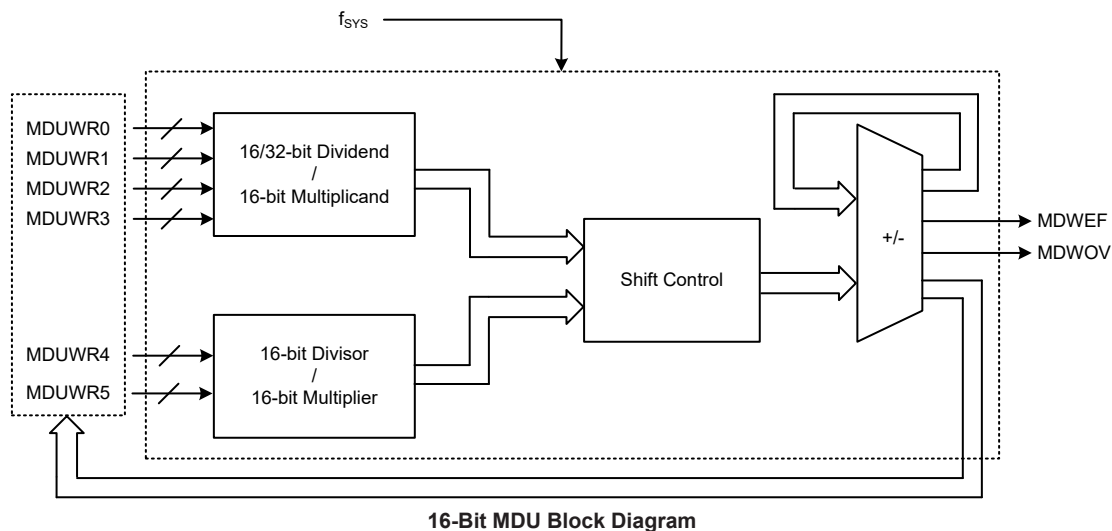 fSYS
MDUWR0
MDUWR1
MDUWR2
MDUWR3
16/32-bit Dividend
/
16-bit Multiplicand
Shift Control
+/-
MDWEF
MDWOV
MDUWR4
MDUWR5
16-bit Divisor
/
16-bit Multiplier
16-Bit MDU Block Diagram